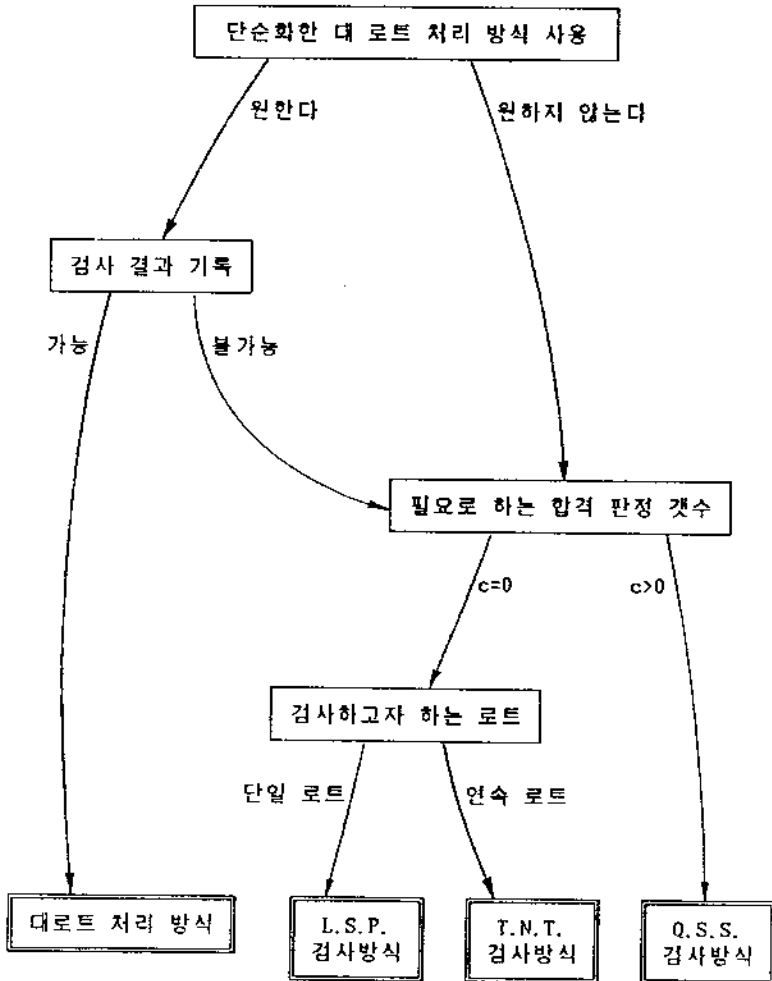 단순화한 대 로트 처리 방식 사용
원한다
원하지 않는다
검사 결과 기록
가능
불가능
필요로 하는 합격 판정 갯수
c=0
c>0
검사하고자 하는 로트
단일 로트
연속 로트
대로트 처리 방식
L.S.P.
검사방식
T.N.T.
검사방식
Q.S.S.
검사방식